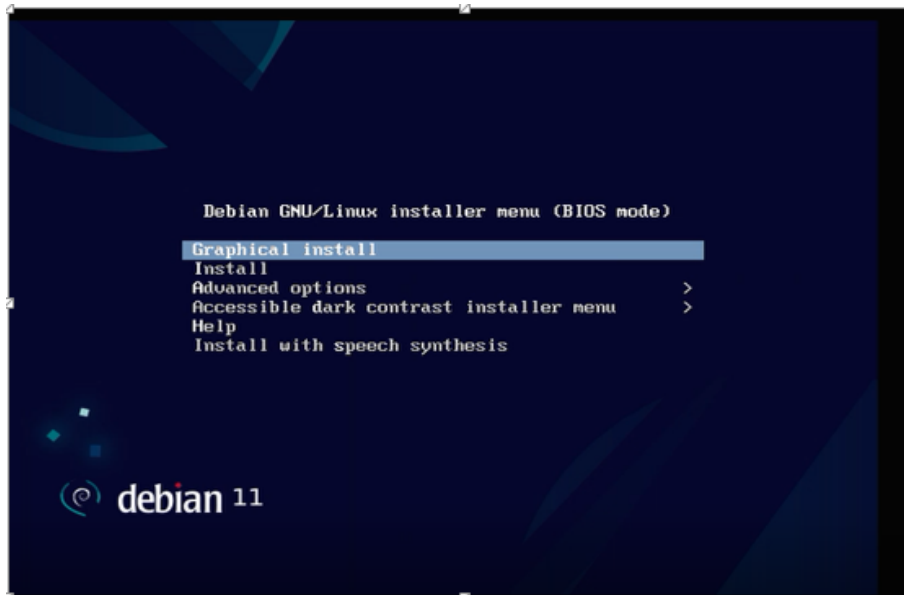 Debian GNU/Linux installer menu (BIOS mode)
Graphical install
Install
Advanced options >
Accessible dark contrast installer menu >
Help
Install with speech synthesis
debian 11